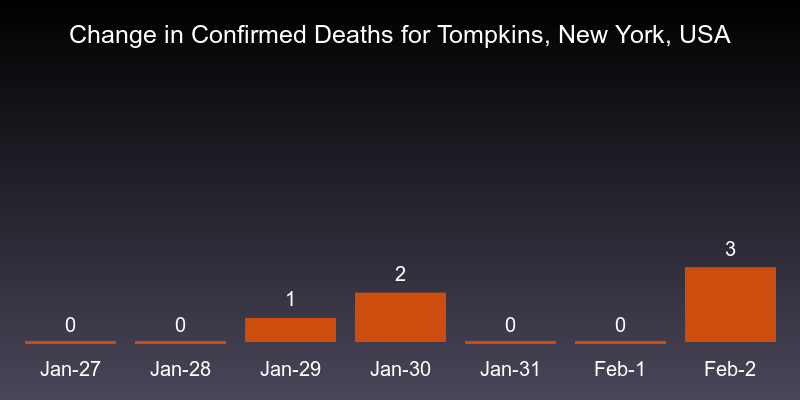 Change in Confirmed Deaths for Tompkins, New York, USA
3
2
1
0 0 0 0
Jan-27 Jan-28 Jan-29 Jan-30 Jan-31 Feb-1 Feb-2